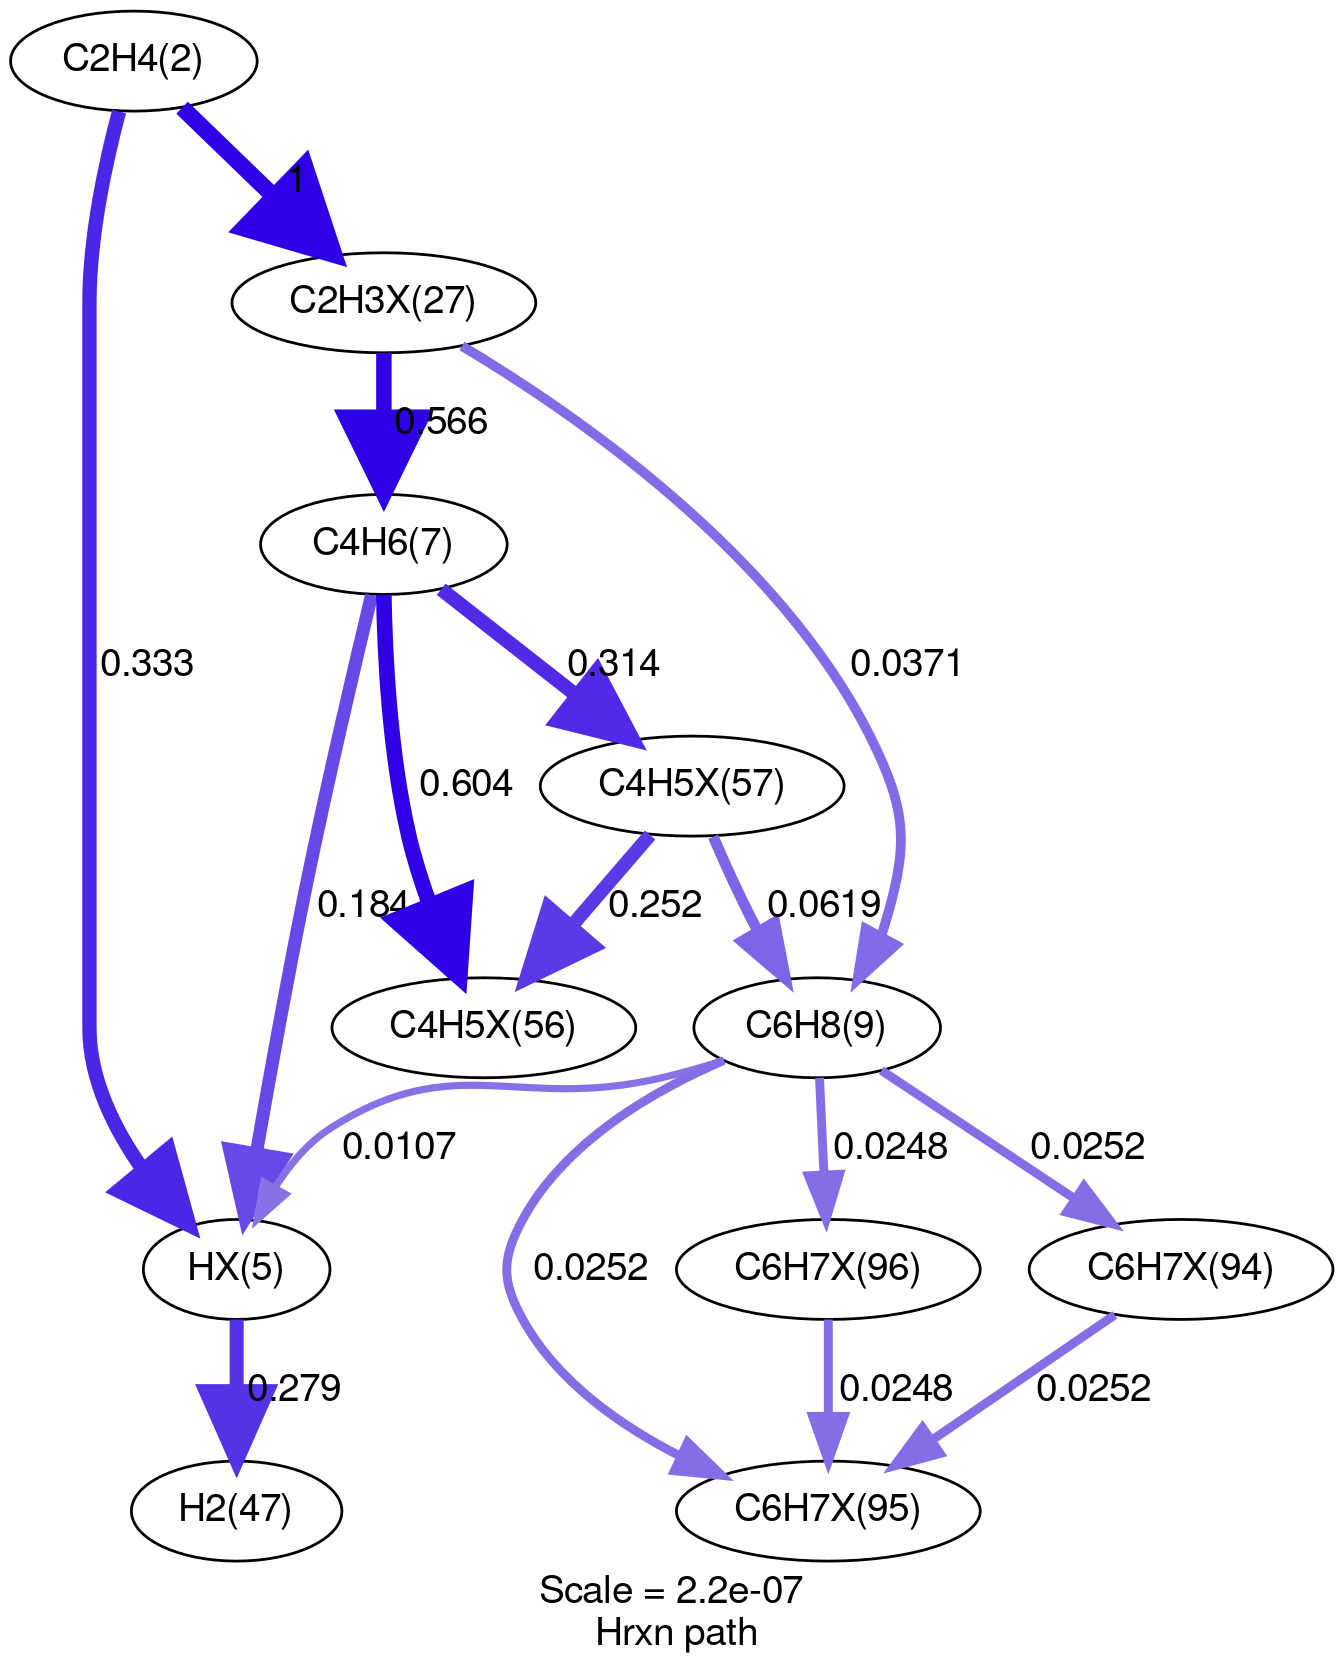 C2H4(2)
1
C2H3X(27)
0.566
C4H6(7)
0.333
0.314
0.0371
0.604
C4H5X(57)
0.184
0.252
0.0619
C4H5X(56)
C6H8(9)
0.0107
0.0248
0.0252
HX(5)
0.0252
C6H7X(96)
C6H7X(94)
0.279
0.0248
0.0252
H2(47)
C6H7X(95)
Scale = 2.2e-07
Hrxn path